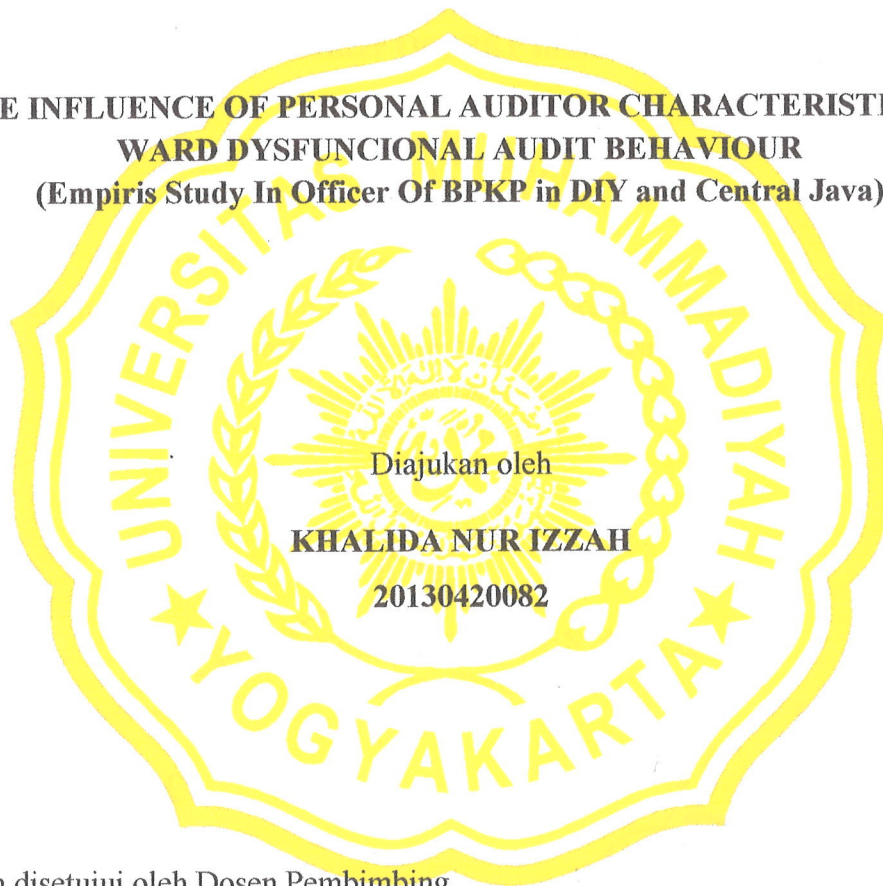 E INFLUENCE OF PERSONAL AUDITOR CHARACTERISTI
WARD DYSFUNCIONAL AUDIT BEHAVIOUR
(Empiris Study In Officer Of BPKP in DIY and Central Java)
UNIVERSITAS MUHAMMADIYAH
YOGYAKARTA
Diajukan oleh
KHALIDA NUR IZZAH
20130420082
disetujui oleh Dosen Pembimbing